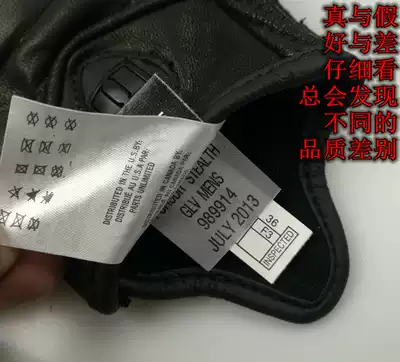 真与假
好与差
仔细看
总会发现
不同的
品质差别
DISTRIBUTED IN THE U.S. BY:
DISTRIBUÉ AU U.S.A PAR:
PARTS UNLIMITED
DISTRIBUTED IN CANADA BY:
STEALTH
GLV MENS
989914
JULY 2013
36
INSPECTED